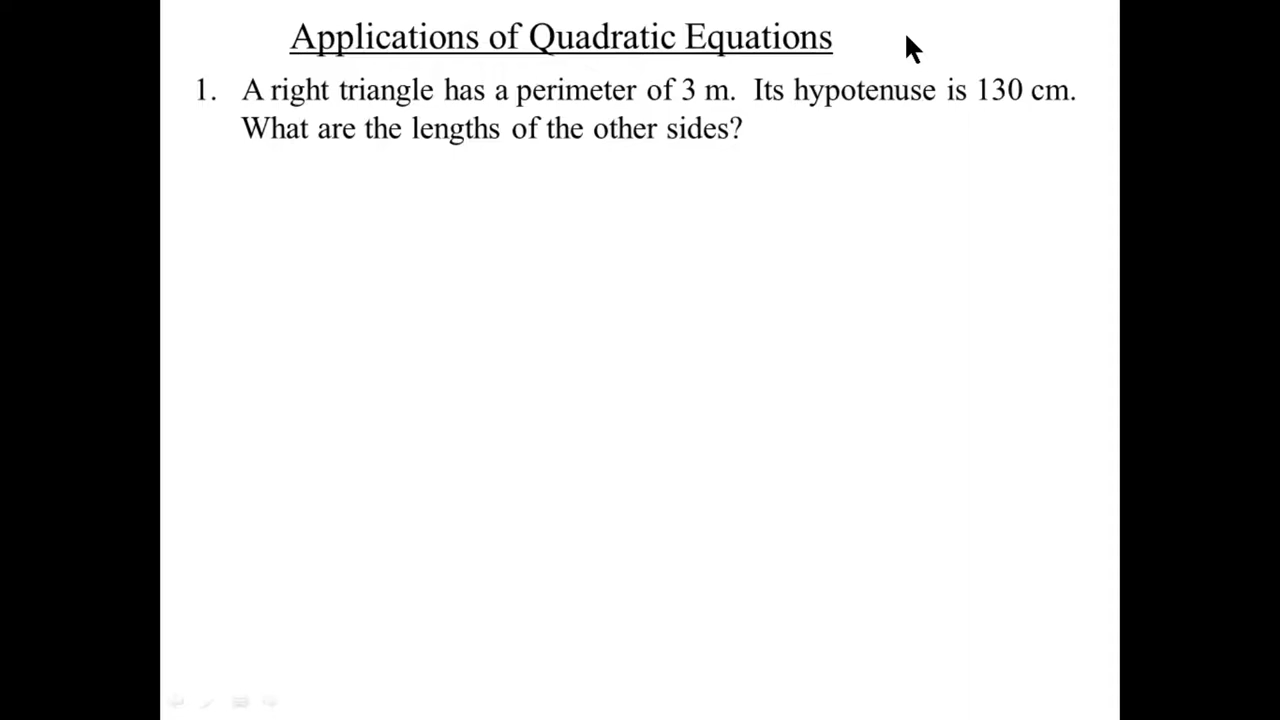 Applications of Quadratic Equations
1. A right triangle has a perimeter of 3 m. Its hypotenuse is 130 cm.
What are the lengths of the other sides?